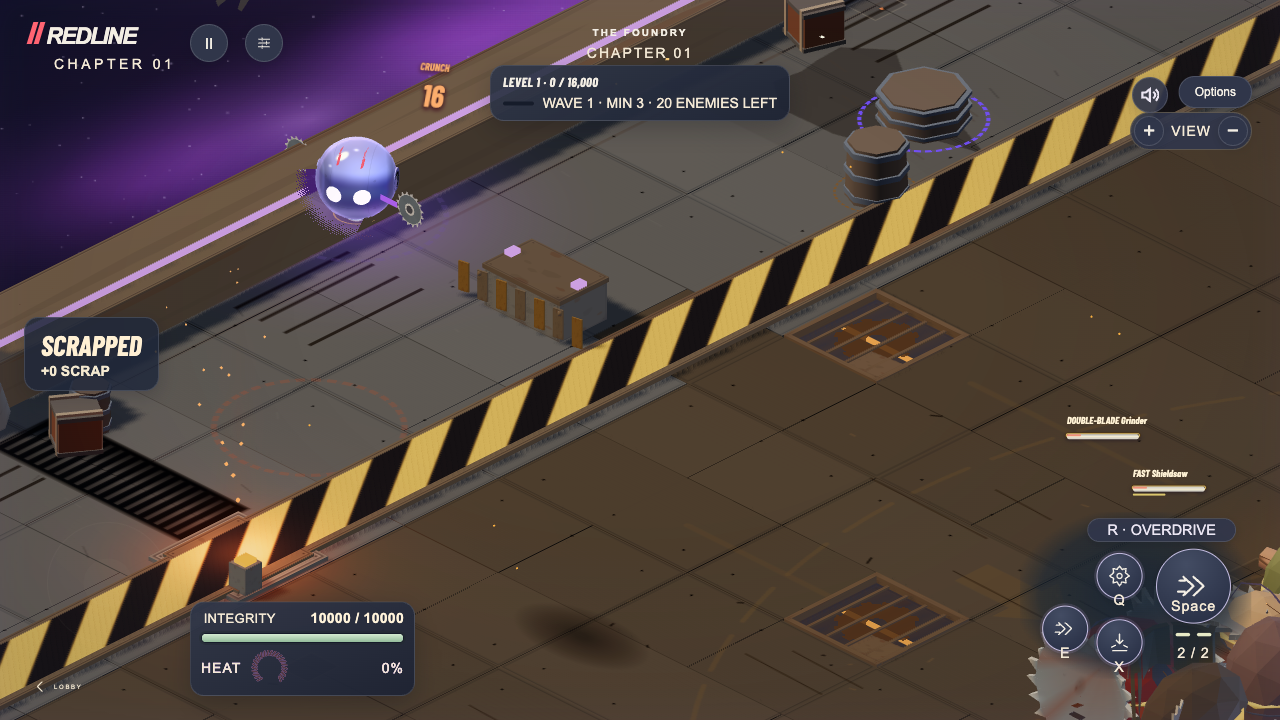 REDLINE
CHAPTER 01
THE FOUNDRY
CHAPTER 01
LEVEL 1 · 0 / 16,000
WAVE 1 · MIN 3 · 20 ENEMIES LEFT
CRUNCH
16
Options
+ VIEW −
SCRAPPED
+0 SCRAP
DOUBLE-BLADE Grinder
FAST Shieldsaw
R · OVERDRIVE
Q
Space
E
X
2 / 2
INTEGRITY 10000 / 10000
HEAT 0%
LOBBY